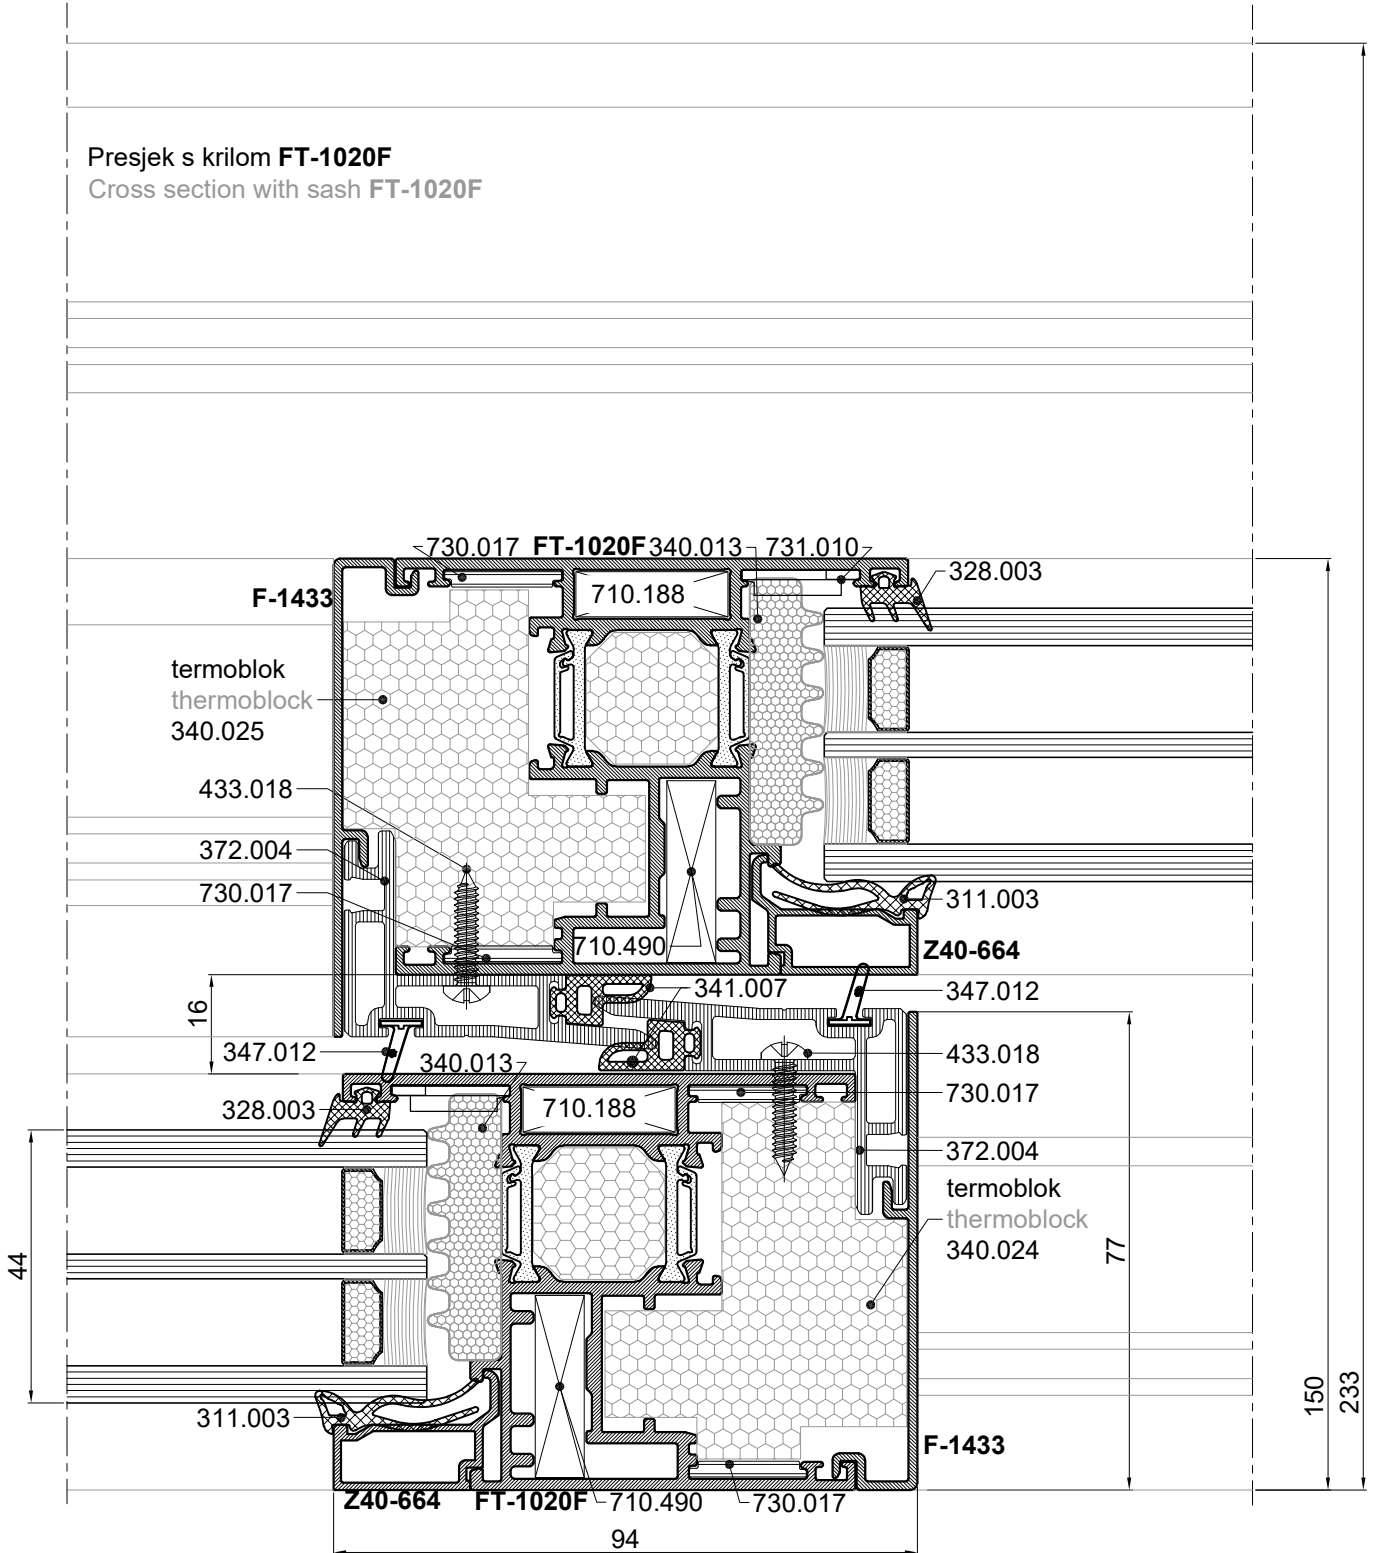 Presjek s krilom FT-1020F
Cross section with sash FT-1020F
730.017
FT-1020F
340.013
731.010
328.003
F-1433
710.188
termoblok
thermoblock
340.025
433.018
372.004
730.017
311.003
710.490
Z40-664
341.007
347.012
16
347.012
340.013
433.018
730.017
328.003
710.188
372.004
termoblok
thermoblock
340.024
77
44
150
233
311.003
F-1433
Z40-664
FT-1020F
710.490
730.017
94